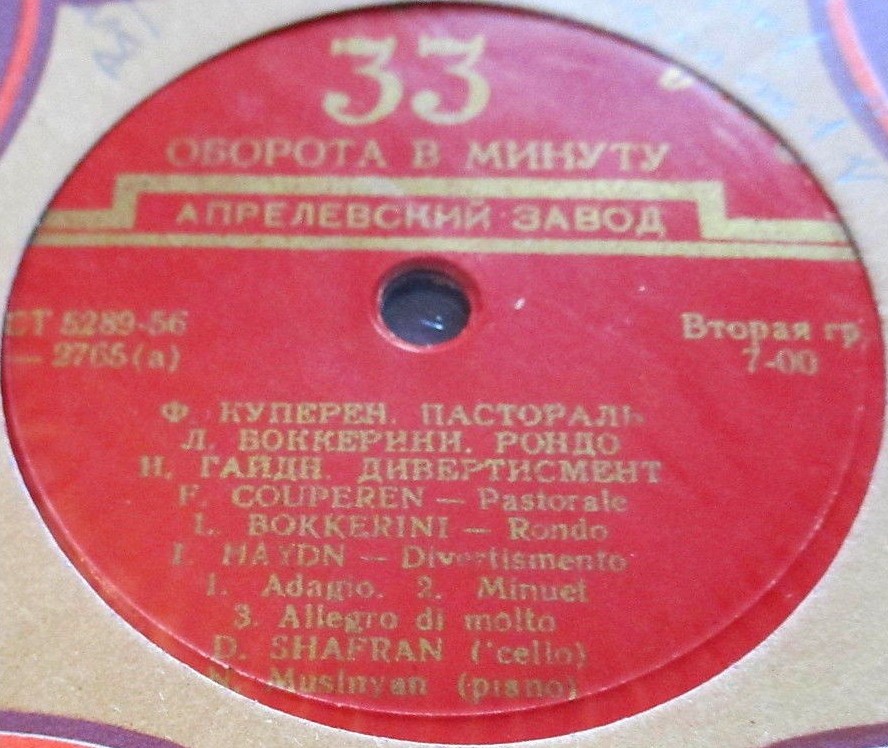 33
ОБОРОТА В МИНУТУ
АПРЕЛЕВСКИЙ ЗАВОД
СТ 5289-56
— 2765(а)
Вторая гр.
7-00
Ф. КУПЕРЕН. ПАСТОРАЛЬ
Л. БОККЕРИНИ. РОНДО
И. ГАЙДН. ДИВЕРТИСМЕНТ
F. COUPEREN — Pastorale
L. BOKKERINI — Rondo
I. HAYDN — Divertismento
1. Adagio. 2. Minuet
3. Allegro di molto
D. SHAFRAN ('cello)
N. Musinyan (piano)